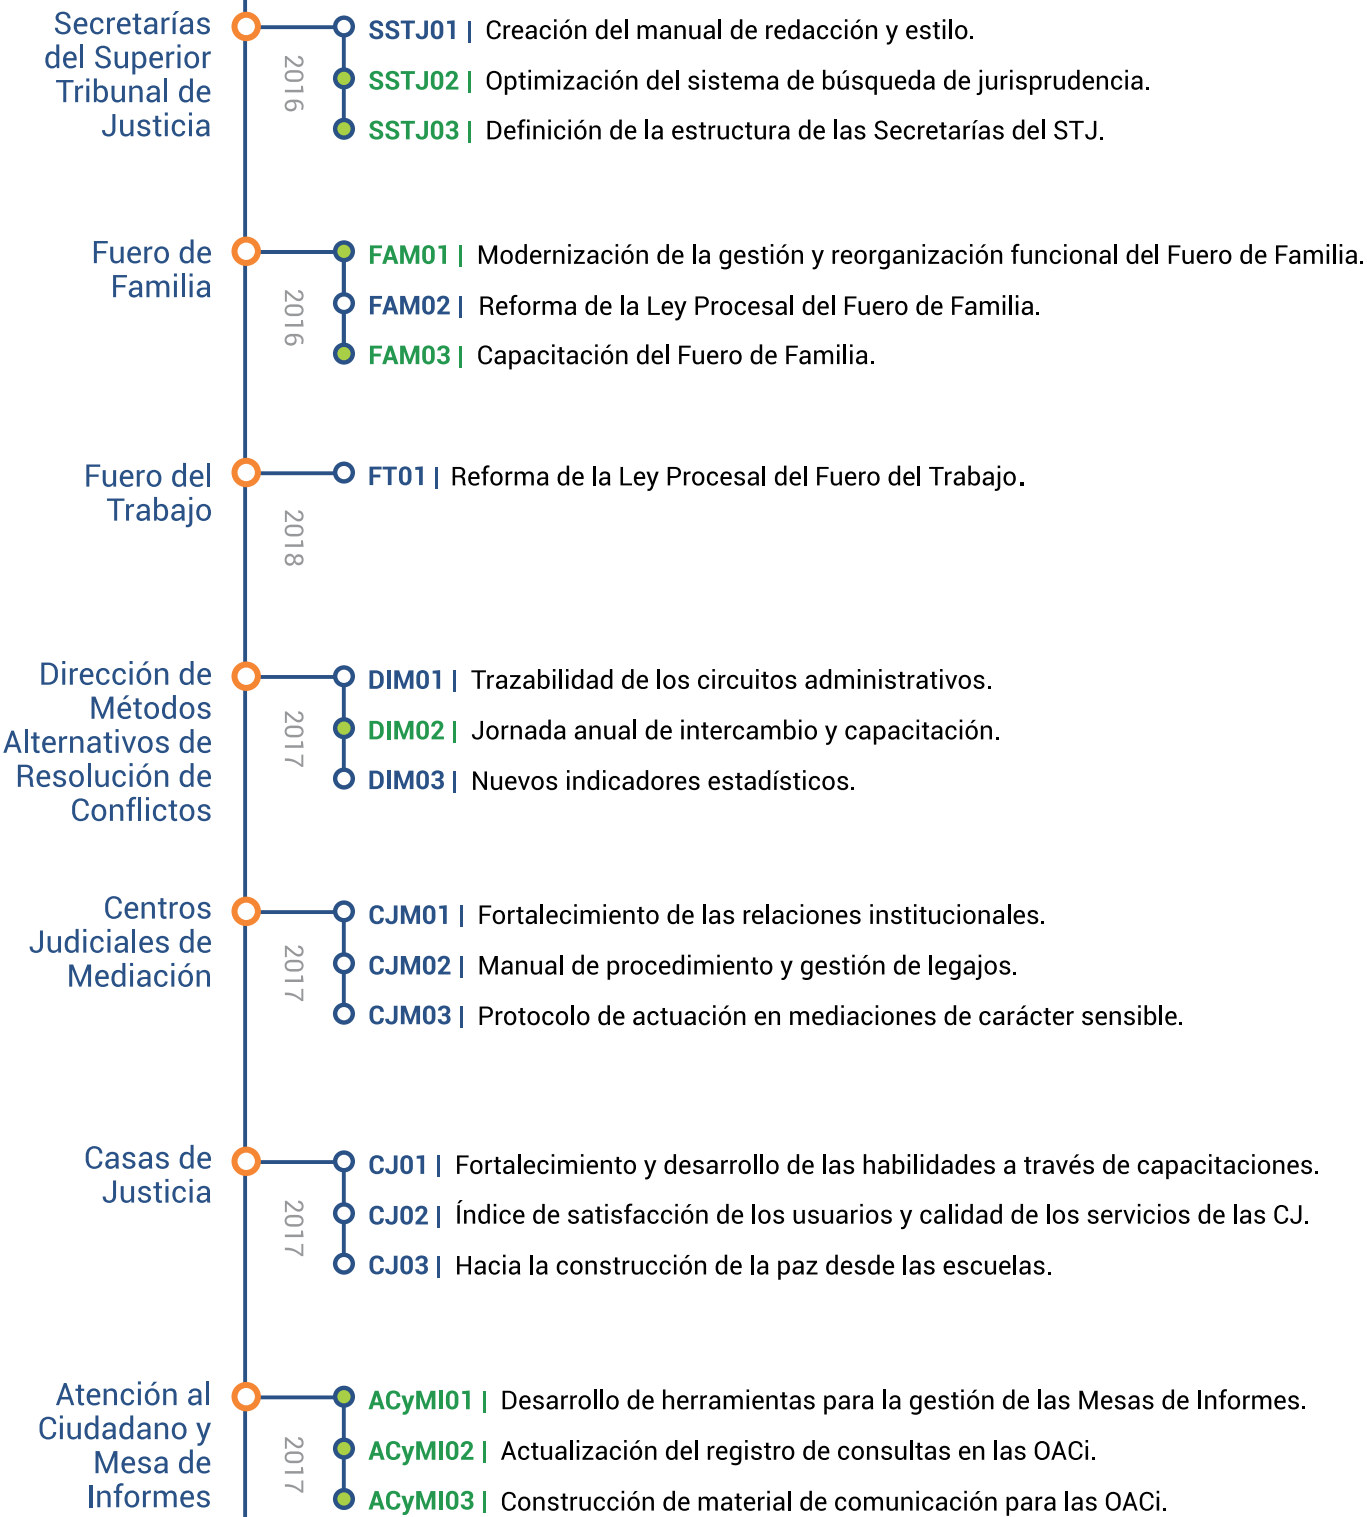 Secretarías
del Superior
Tribunal de
Justicia
2016
SSTJ01 | Creación del manual de redacción y estilo.
SSTJ02 | Optimización del sistema de búsqueda de jurisprudencia.
SSTJ03 | Definición de la estructura de las Secretarías del STJ.
Fuero de
Familia
2016
FAM01 | Modernización de la gestión y reorganización funcional del Fuero de Familia.
FAM02 | Reforma de la Ley Procesal del Fuero de Familia.
FAM03 | Capacitación del Fuero de Familia.
Fuero del
Trabajo
2018
FT01 | Reforma de la Ley Procesal del Fuero del Trabajo.
Dirección de
Métodos
Alternativos de
Resolución de
Conflictos
2017
DIM01 | Trazabilidad de los circuitos administrativos.
DIM02 | Jornada anual de intercambio y capacitación.
DIM03 | Nuevos indicadores estadísticos.
Centros
Judiciales de
Mediación
2017
CJM01 | Fortalecimiento de las relaciones institucionales.
CJM02 | Manual de procedimiento y gestión de legajos.
CJM03 | Protocolo de actuación en mediaciones de carácter sensible.
Casas de
Justicia
2017
CJ01 | Fortalecimiento y desarrollo de las habilidades a través de capacitaciones.
CJ02 | Índice de satisfacción de los usuarios y calidad de los servicios de las CJ.
CJ03 | Hacia la construcción de la paz desde las escuelas.
Atención al
Ciudadano y
Mesa de
Informes
2017
ACyMI01 | Desarrollo de herramientas para la gestión de las Mesas de Informes.
ACyMI02 | Actualización del registro de consultas en las OACi.
ACyMI03 | Construcción de material de comunicación para las OACi.